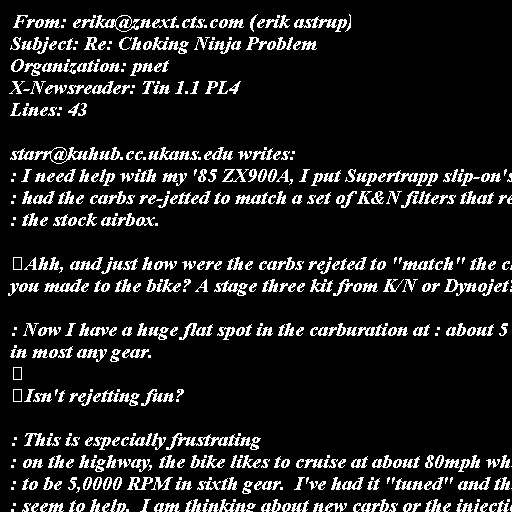 From: erika@znext.cts.com (erik astrup)
Subject: Re: Choking Ninja Problem
Organization: pnet
X-Newsreader: Tin 1.1 PL4
Lines: 43

starr@kuhub.cc.ukans.edu writes:
: I need help with my '85 ZX900A, I put Supertrapp slip-on's
: had the carbs re-jetted to match a set of K&N filters that
: the stock airbox.

Ahh, and just how were the carbs rejeted to "match" the
you made to the bike? A stage three kit from K/N or Dynojet?

: Now I have a huge flat spot in the carburation at : about 5
in most any gear.

Isn't rejetting fun?

: This is especially frustrating
: on the highway, the bike likes to cruise at about 80mph
: to be 5,0000 RPM in sixth gear.  I've had it "tuned" and
: seem to help.  I am thinking about new carbs or the